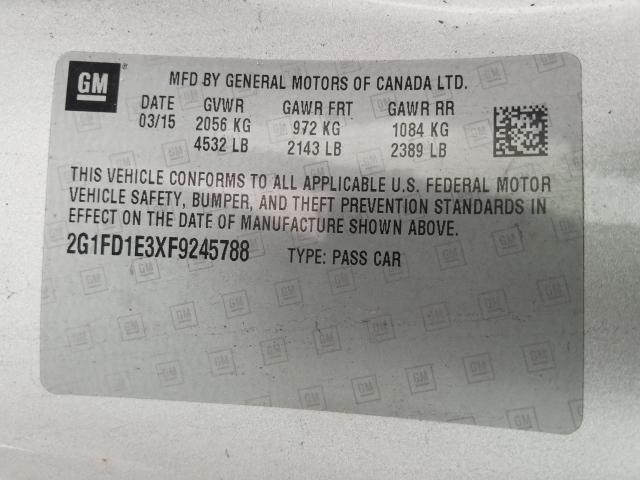 GM
MFD BY GENERAL MOTORS OF CANADA LTD.
DATE GVWR GAWR FRT GAWR RR
03/15 2056 KG 972 KG 1084 KG
4532 LB 2143 LB 2389 LB
THIS VEHICLE CONFORMS TO ALL APPLICABLE U.S. FEDERAL MOTOR
VEHICLE SAFETY, BUMPER, AND THEFT PREVENTION STANDARDS IN
EFFECT ON THE DATE OF MANUFACTURE SHOWN ABOVE.
2G1FD1E3XF9245788 TYPE: PASS CAR